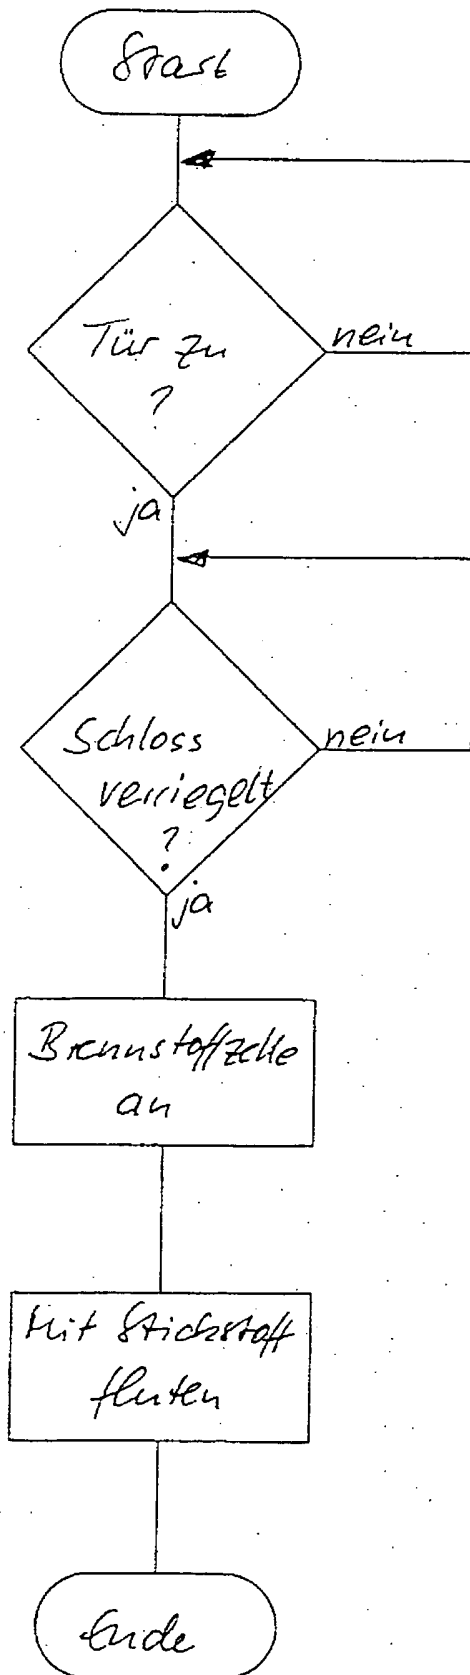 Start
Tür zu
?
nein
ja
Schloss
verriegelt
?
nein
ja
Brennstoffzelle
an
Mit Stickstoff
fluten
Ende